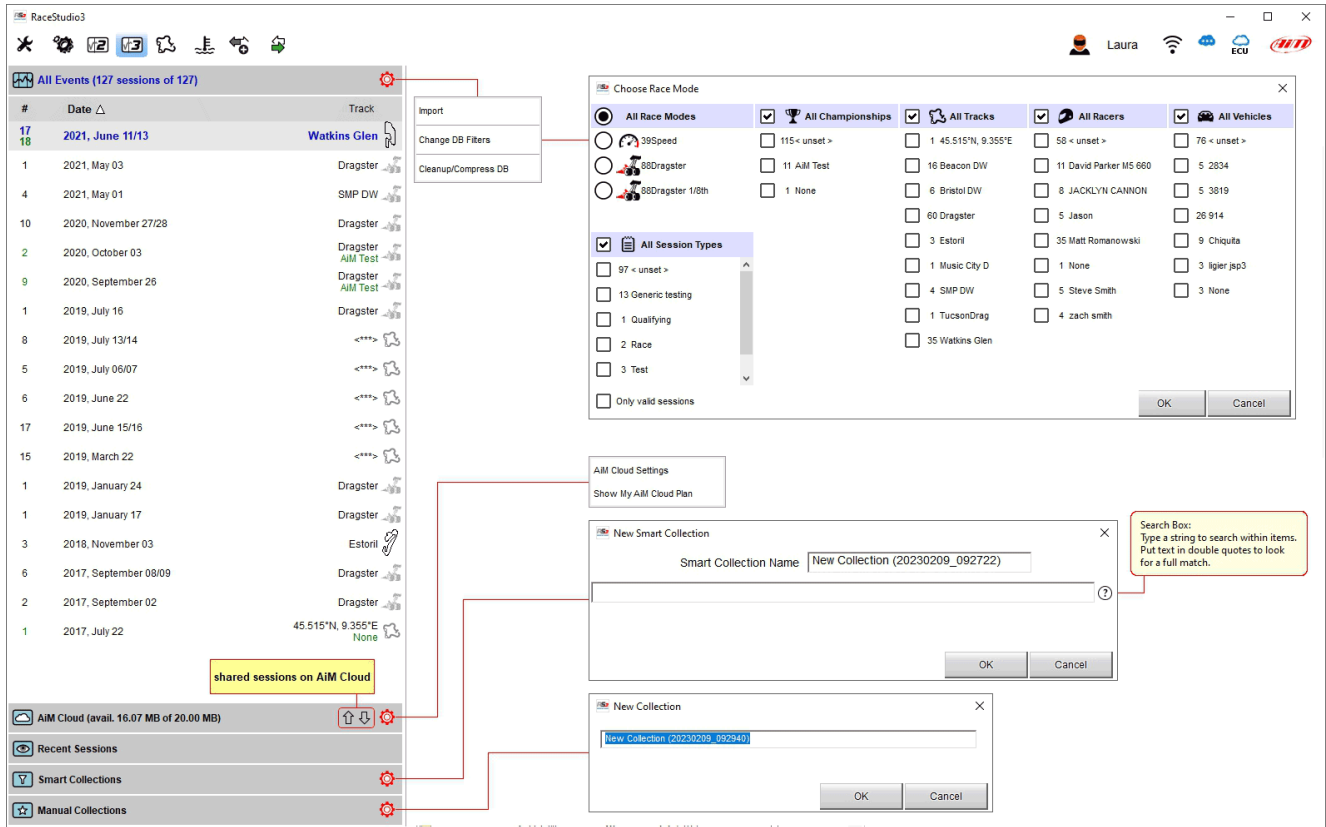 RaceStudio3
Laura
ECU
AiM
All Events (127 sessions of 127)
# Date △ Track
17
18
2021, June 11/13 Watkins Glen
1 2021, May 03 Dragster
4 2021, May 01 SMP DW
10 2020, November 27/28 Dragster
2 2020, October 03 Dragster
AiM Test
9 2020, September 26 Dragster
AiM Test
1 2019, July 16 Dragster
8 2019, July 13/14 <***>
5 2019, July 06/07 <***>
6 2019, June 22 <***>
17 2019, June 15/16 <***>
15 2019, March 22 <***>
1 2019, January 24 Dragster
1 2019, January 17 Dragster
3 2018, November 03 Estoril
6 2017, September 08/09 Dragster
2 2017, September 02 Dragster
1 2017, July 22 45.515°N, 9.355°E
None
shared sessions on AiM Cloud
AiM Cloud (avail. 16.07 MB of 20.00 MB)
Recent Sessions
Smart Collections
Manual Collections
Import
Change DB Filters
Cleanup/Compress DB
Choose Race Mode
All Race Modes
39Speed
88Dragster
88Dragster 1/8th
All Session Types
97 < unset >
13 Generic testing
1 Qualifying
2 Race
3 Test
Only valid sessions
All Championships
115 < unset >
11 AiM Test
1 None
All Tracks
1 45.515°N, 9.355°E
16 Beacon DW
6 Bristol DW
60 Dragster
3 Estoril
1 Music City D
4 SMP DW
1 TucsonDrag
35 Watkins Glen
All Racers
58 < unset >
11 David Parker M5 660
8 JACKLYN CANNON
5 Jason
35 Matt Romanowski
1 None
5 Steve Smith
4 zach smith
All Vehicles
76 < unset >
5 2834
5 3819
26 914
9 Chiquita
3 ligier jsp3
3 None
OK Cancel
AiM Cloud Settings
Show My AiM Cloud Plan
New Smart Collection
Smart Collection Name New Collection (20230209_092722)
?
OK Cancel
Search Box:
Type a string to search within items.
Put text in double quotes to look
for a full match.
New Collection
New Collection (20230209_092940)
OK Cancel